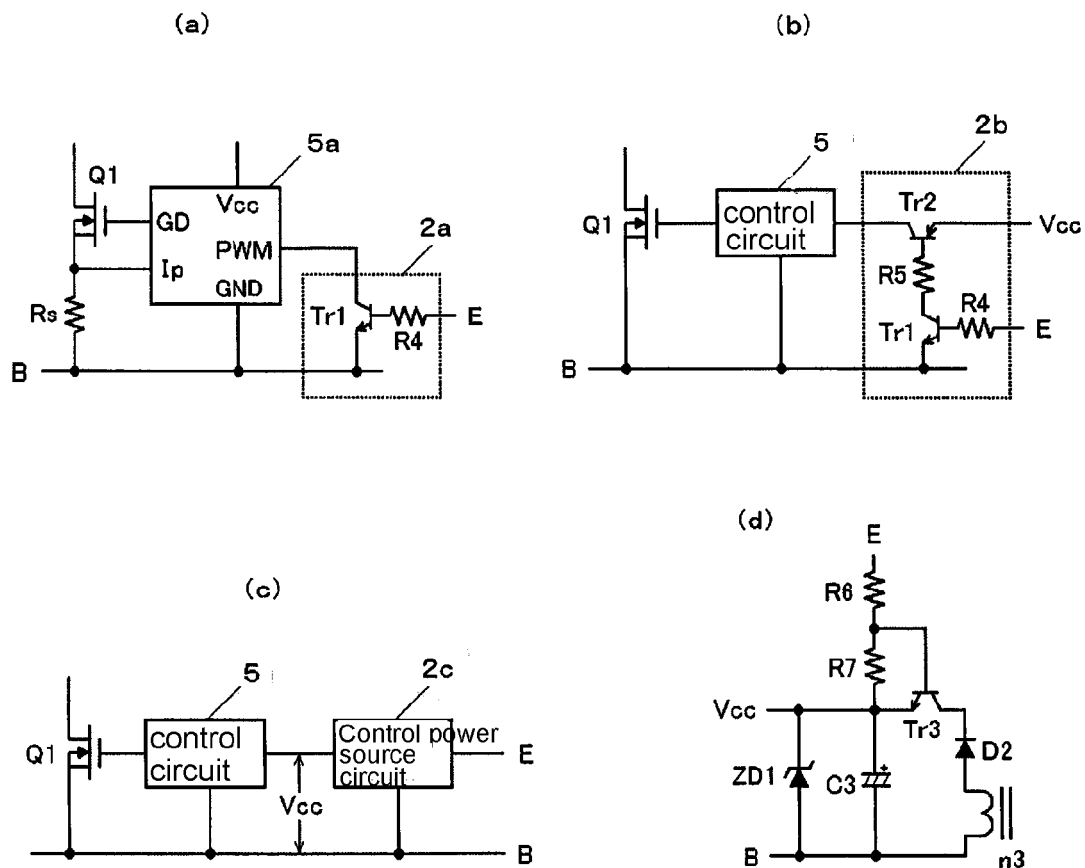 (a)
5a
Q1
Vcc
GD
PWM
2a
Ip
GND
Rs
Tr1
R4
E
B
(b)
5
2b
Tr2
Q1
control
circuit
Vcc
R5
R4
Tr1
E
B
(c)
5
2c
Q1
control
circuit
Control power
source
circuit
E
Vcc
B
(d)
E
R6
R7
Vcc
Tr3
D2
ZD1
C3
+
B
n3